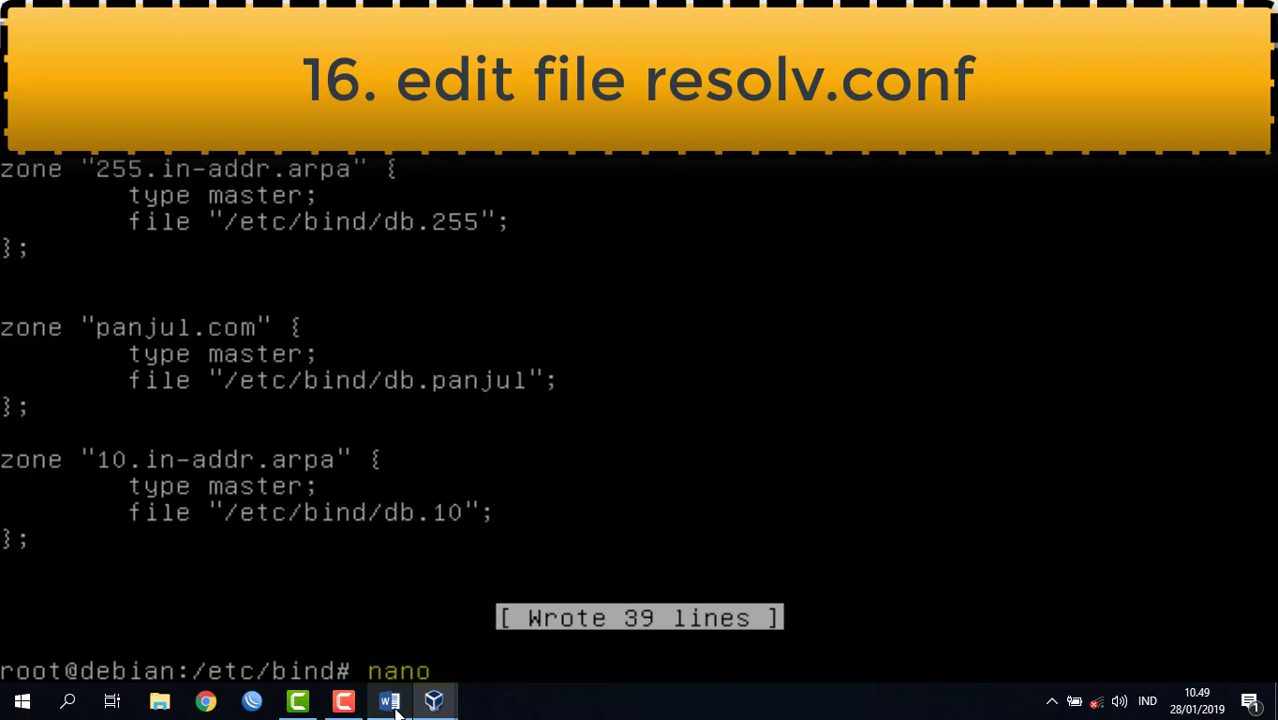 16. edit file resolv.conf
zone "255.in-addr.arpa" {
type master;
file "/etc/bind/db.255";
};
zone "panjul.com" {
type master;
file "/etc/bind/db.panjul";
};
zone "10.in-addr.arpa" {
type master;
file "/etc/bind/db.10";
};
[ Wrote 39 lines ]
root@debian:/etc/bind# nano
IND
10.49
28/01/2019
1